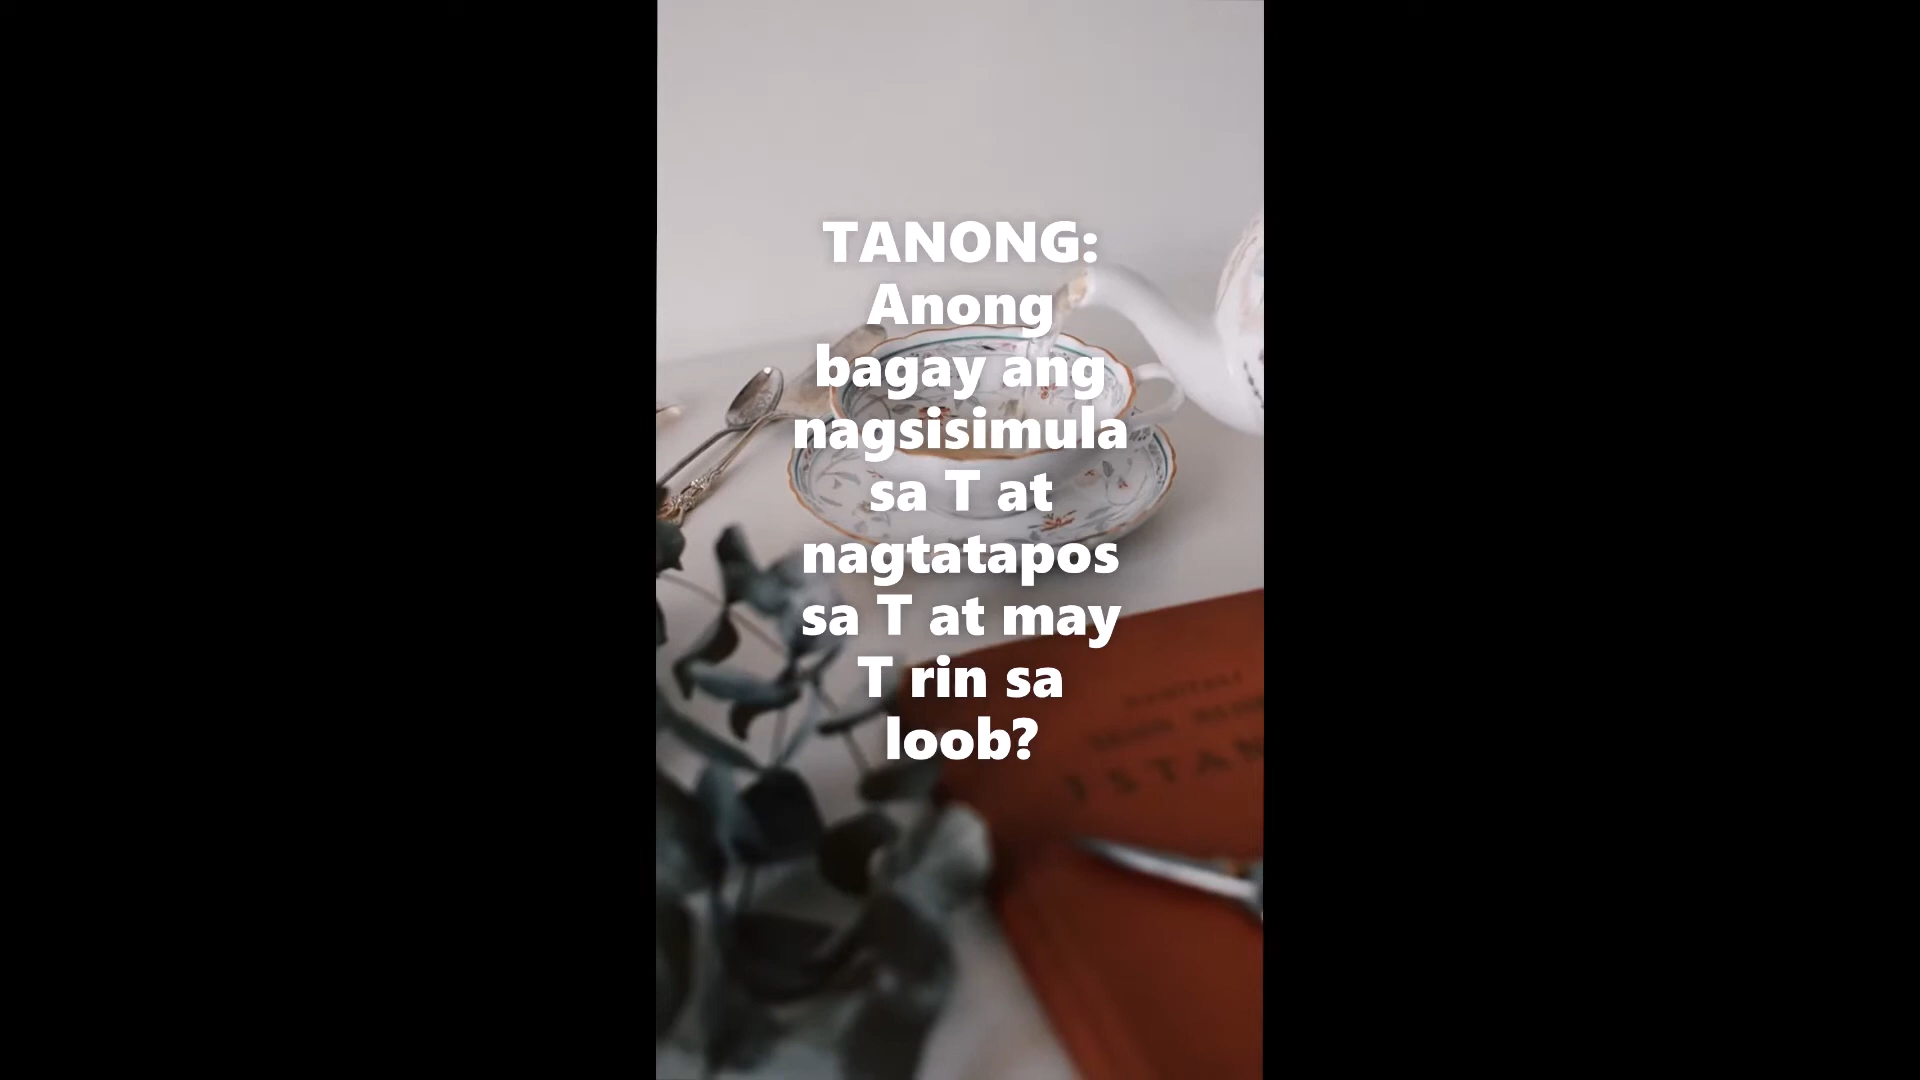 TANONG:
Anong
bagay ang
nagsisimula
sa T at
nagtatapos
sa T at may
T rin sa
loob?